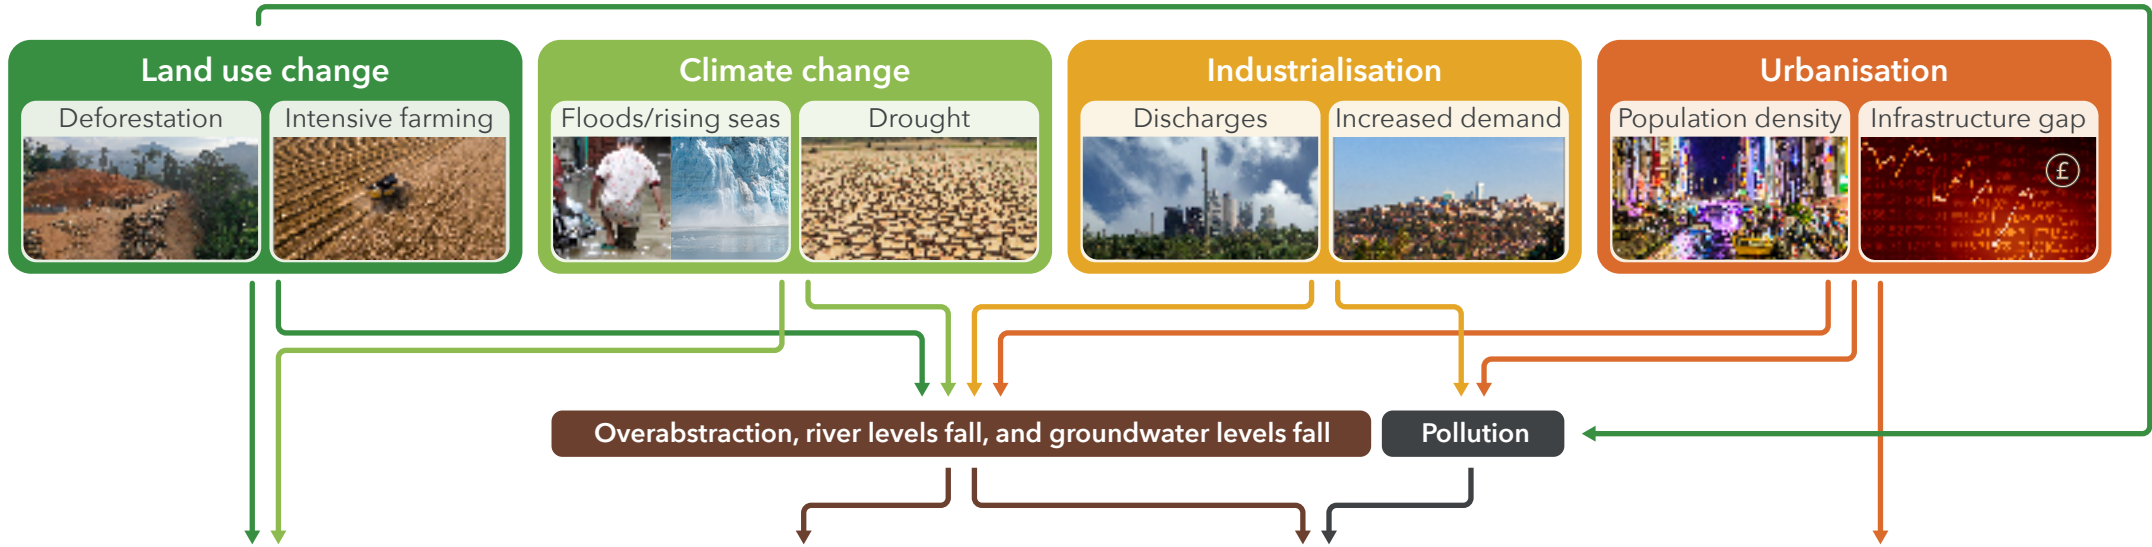 Land use change
Climate change
Industrialisation
Urbanisation
Deforestation
Intensive farming
Floods/rising seas
Drought
Discharges
Increased demand
Population density
Infrastructure gap
£
Overabstraction, river levels fall, and groundwater levels fall
Pollution